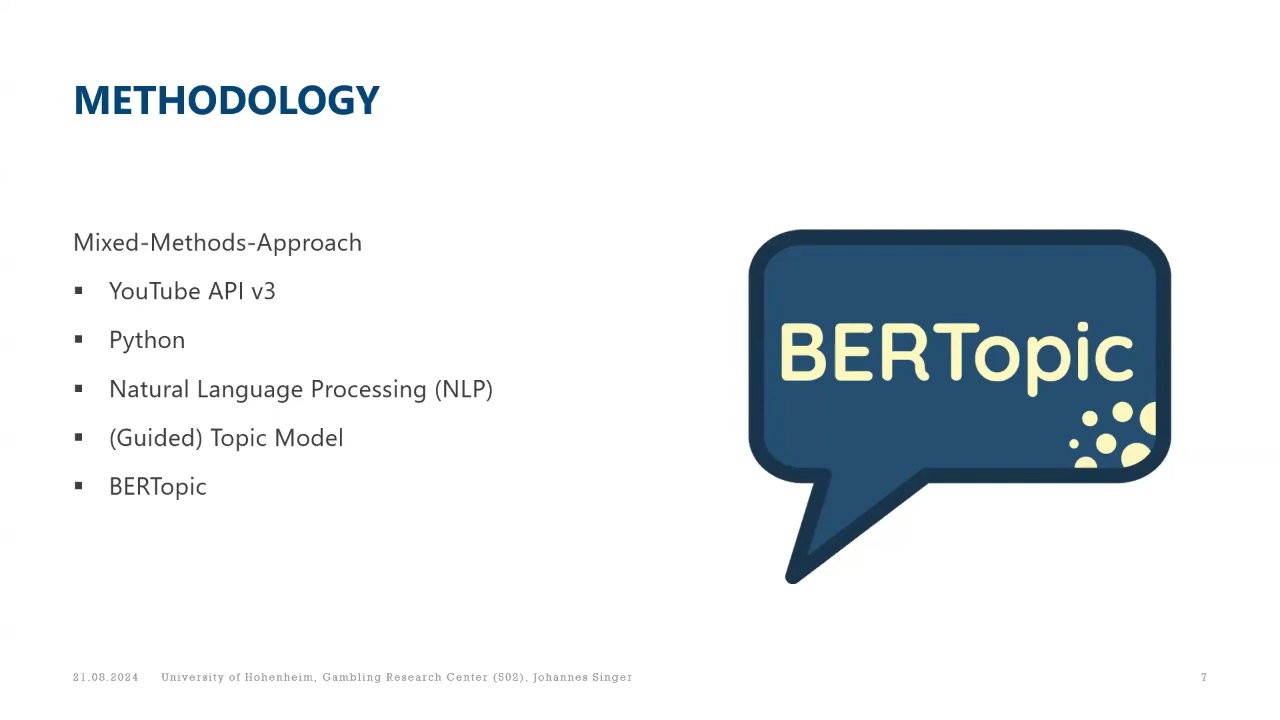 METHODOLOGY
Mixed-Methods-Approach
▪ YouTube API v3
▪ Python
▪ Natural Language Processing (NLP)
▪ (Guided) Topic Model
▪ BERTopic
BERTopic
21.08.2024 University of Hohenheim, Gambling Research Center (502), Johannes Singer 7